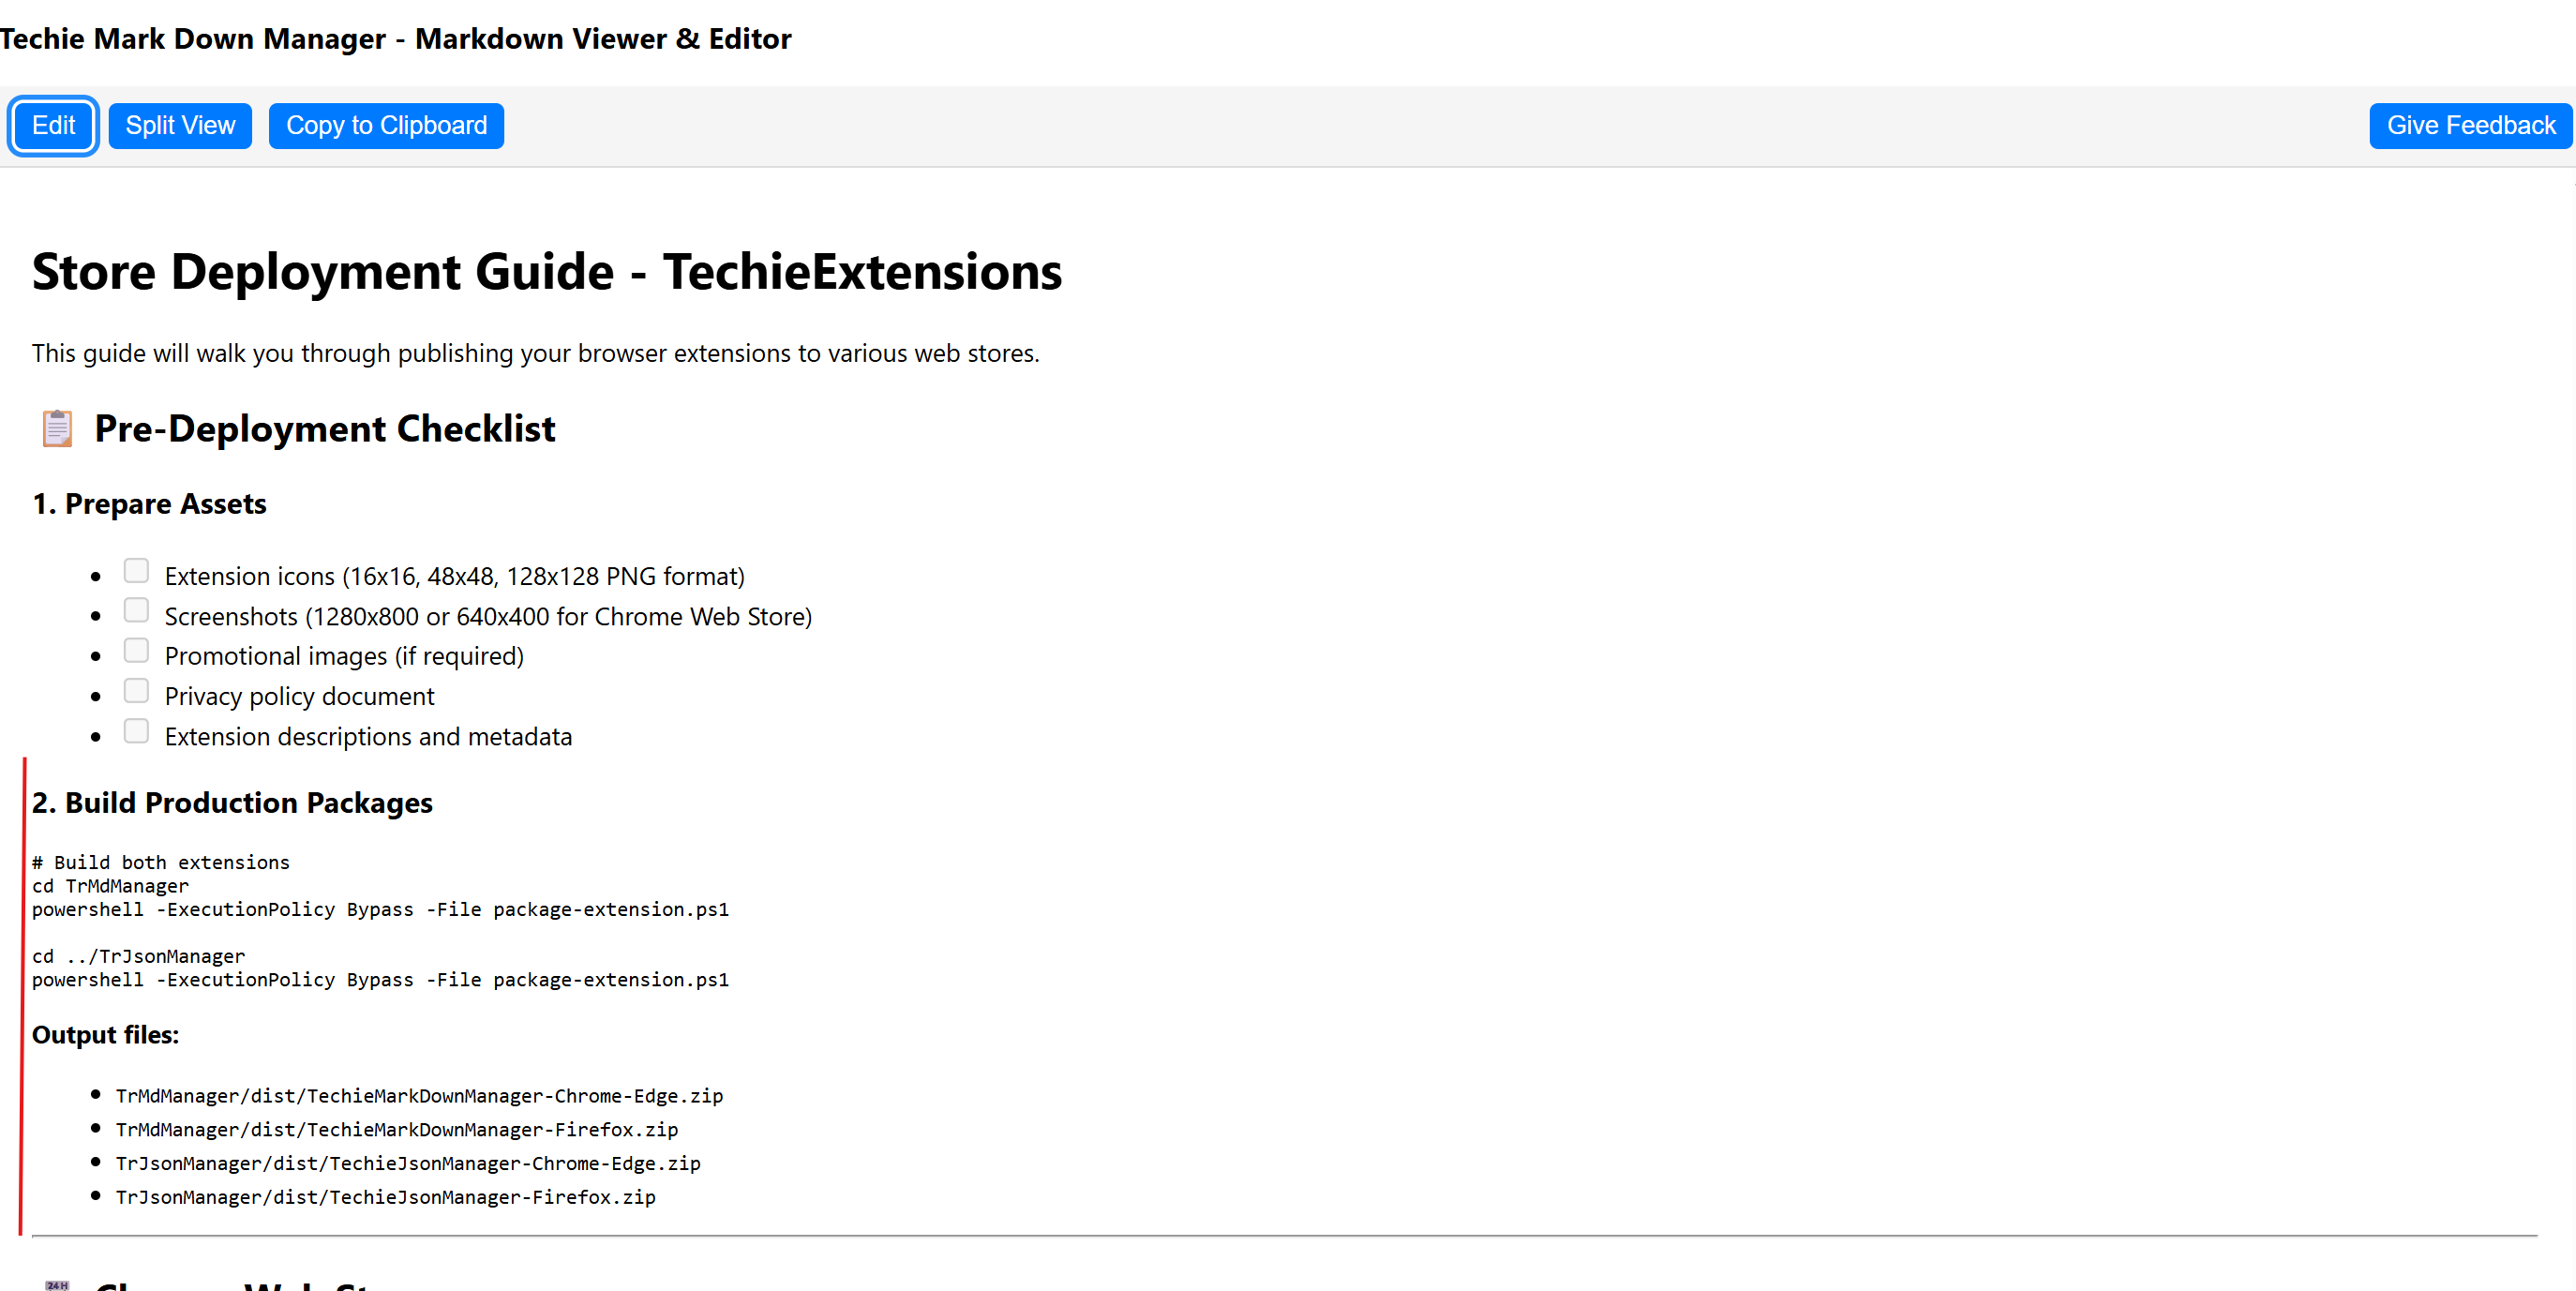 Techie Mark Down Manager - Markdown Viewer & Editor
Edit
Split View
Copy to Clipboard
Give Feedback
Store Deployment Guide - TechieExtensions
This guide will walk you through publishing your browser extensions to various web stores.
Pre-Deployment Checklist
1. Prepare Assets
Extension icons (16x16, 48x48, 128x128 PNG format)
Screenshots (1280x800 or 640x400 for Chrome Web Store)
Promotional images (if required)
Privacy policy document
Extension descriptions and metadata
2. Build Production Packages
# Build both extensions
cd TrMdManager
powershell -ExecutionPolicy Bypass -File package-extension.ps1
cd ../TrJsonManager
powershell -ExecutionPolicy Bypass -File package-extension.ps1
Output files:
TrMdManager/dist/TechieMarkDownManager-Chrome-Edge.zip
TrMdManager/dist/TechieMarkDownManager-Firefox.zip
TrJsonManager/dist/TechieJsonManager-Chrome-Edge.zip
TrJsonManager/dist/TechieJsonManager-Firefox.zip
24H